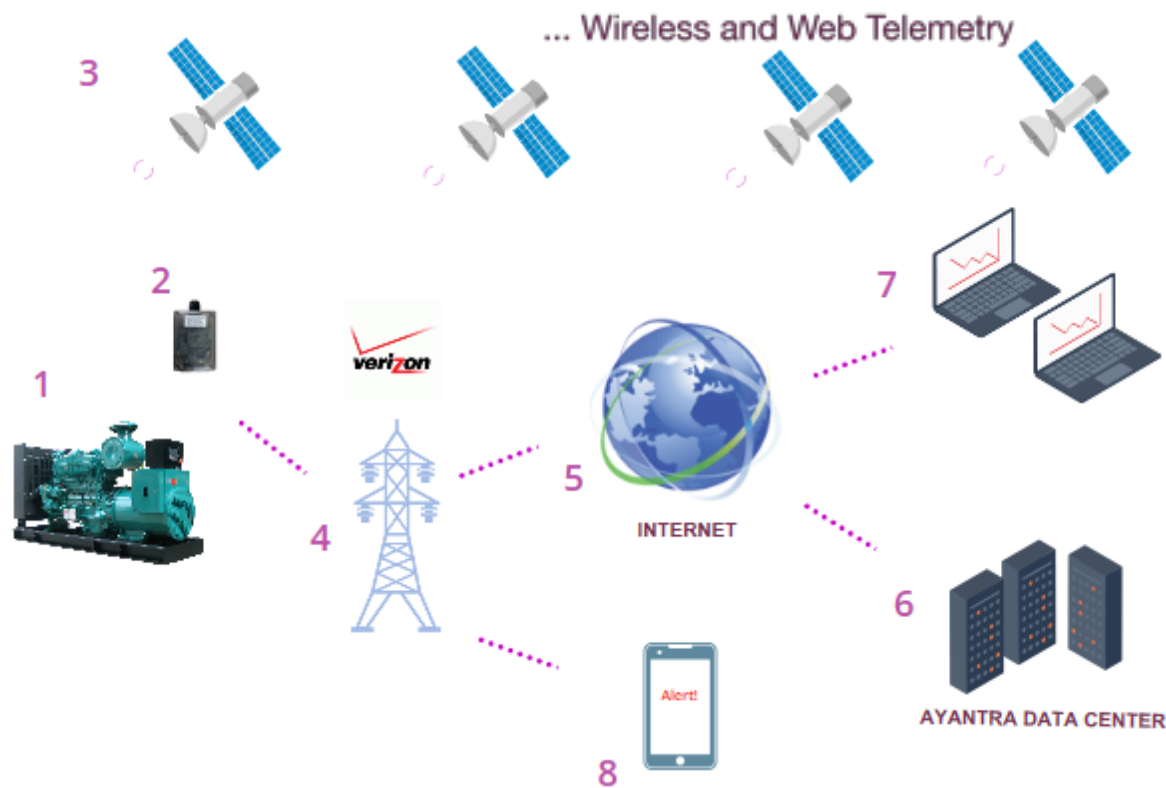 ... Wireless and Web Telemetry
3
2
7
verizon
1
5
4
INTERNET
6
Alert!
AYANTRA DATA CENTER
8